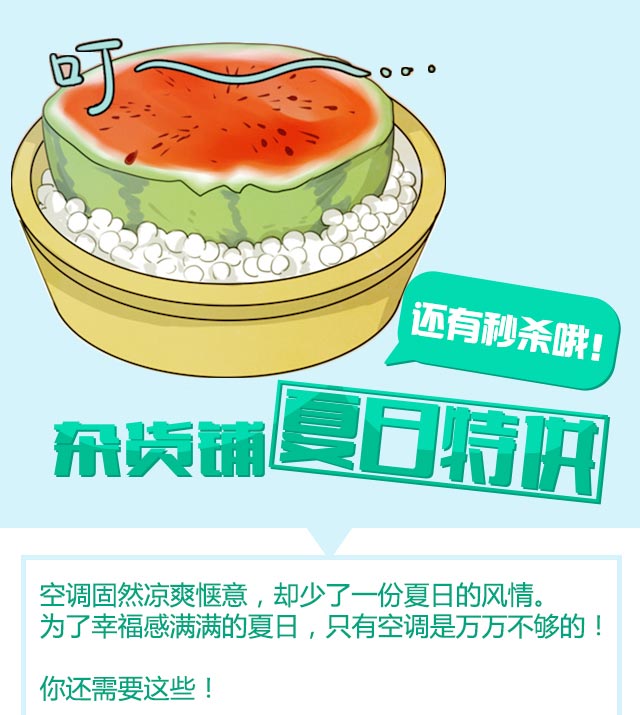 叮~...
还有秒杀哦!
杂货铺夏日特供
空调固然凉爽惬意，却少了一份夏日的风情。
为了幸福感满满的夏日，只有空调是万万不够的！
你还需要这些！